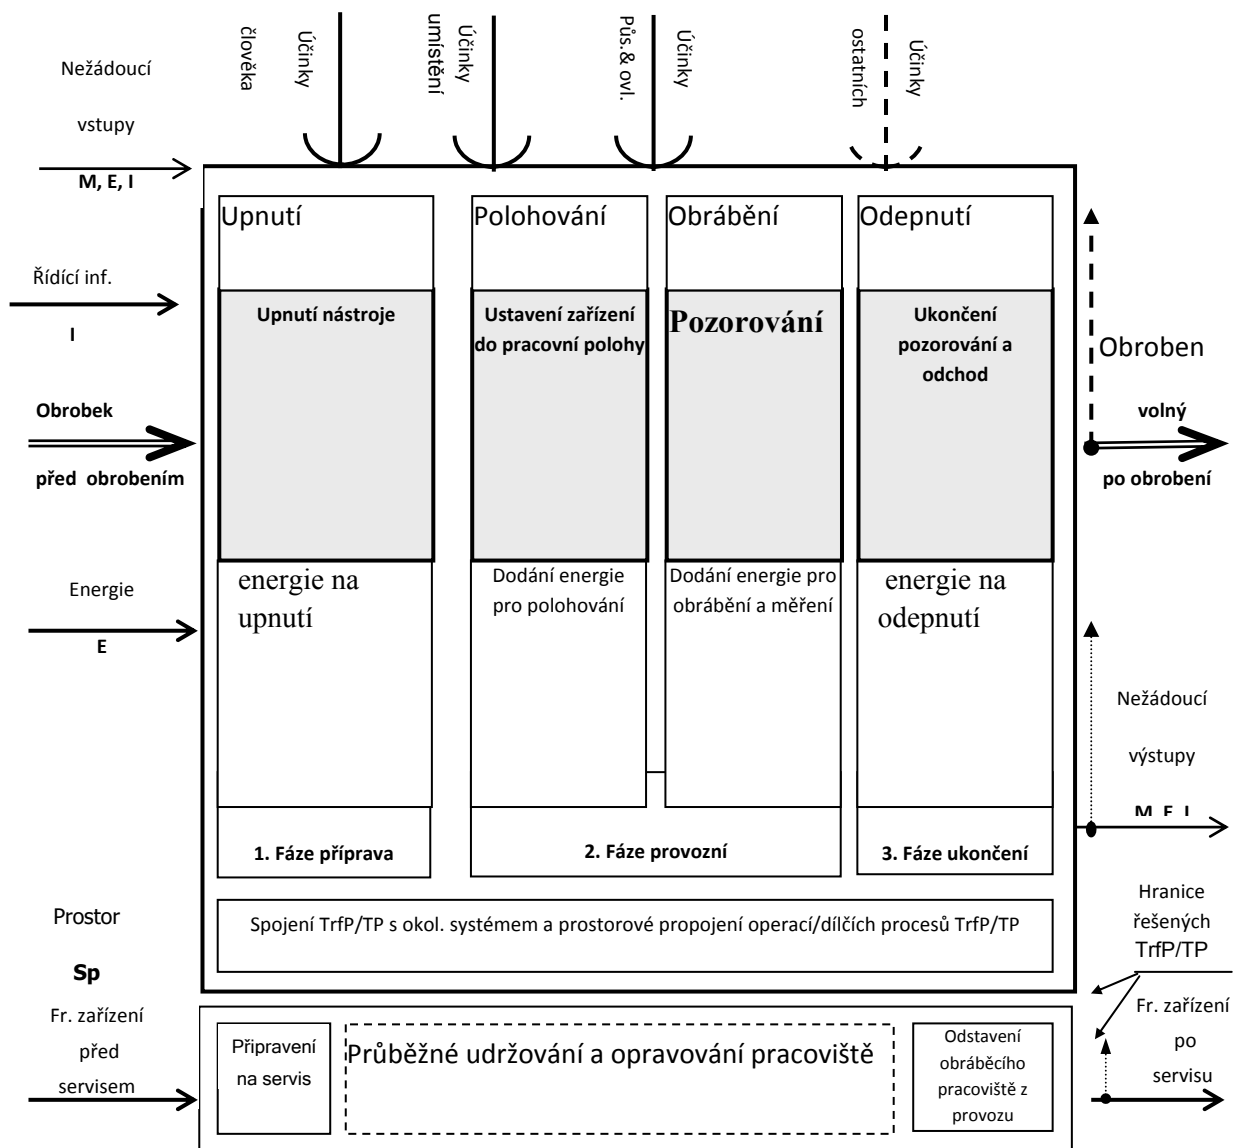 Účinky
člověka
Účinky
umístění
Účinky
Půs.& ovl.
Účinky
ostatních
Nežádoucí
vstupy
M, E, I
Řídící inf.
I
Obrobek
před obrobením
Energie
E
Prostor
Sp
Fr. zařízení
před
servisem
Upnutí
Polohování
Obrábění
Odepnutí
Upnutí nástroje
Ustavení zařízení
do pracovní polohy
Pozorování
Ukončení
pozorování a
odchod
energie na
upnutí
Dodání energie
pro polohování
Dodání energie pro
obrábění a měření
energie na
odepnutí
1. Fáze příprava
2. Fáze provozní
3. Fáze ukončení
Spojení TrfP/TP s okol. systémem a prostorové propojení operací/dílčích procesů TrfP/TP
Připravení
na servis
Průběžné udržování a opravování pracoviště
Odstavení
obráběcího
pracoviště z
provozu
Obroben
volný
po obrobení
Nežádoucí
výstupy
M, E, I
Hranice
řešených
TrfP/TP
Fr. zařízení
po
servisu